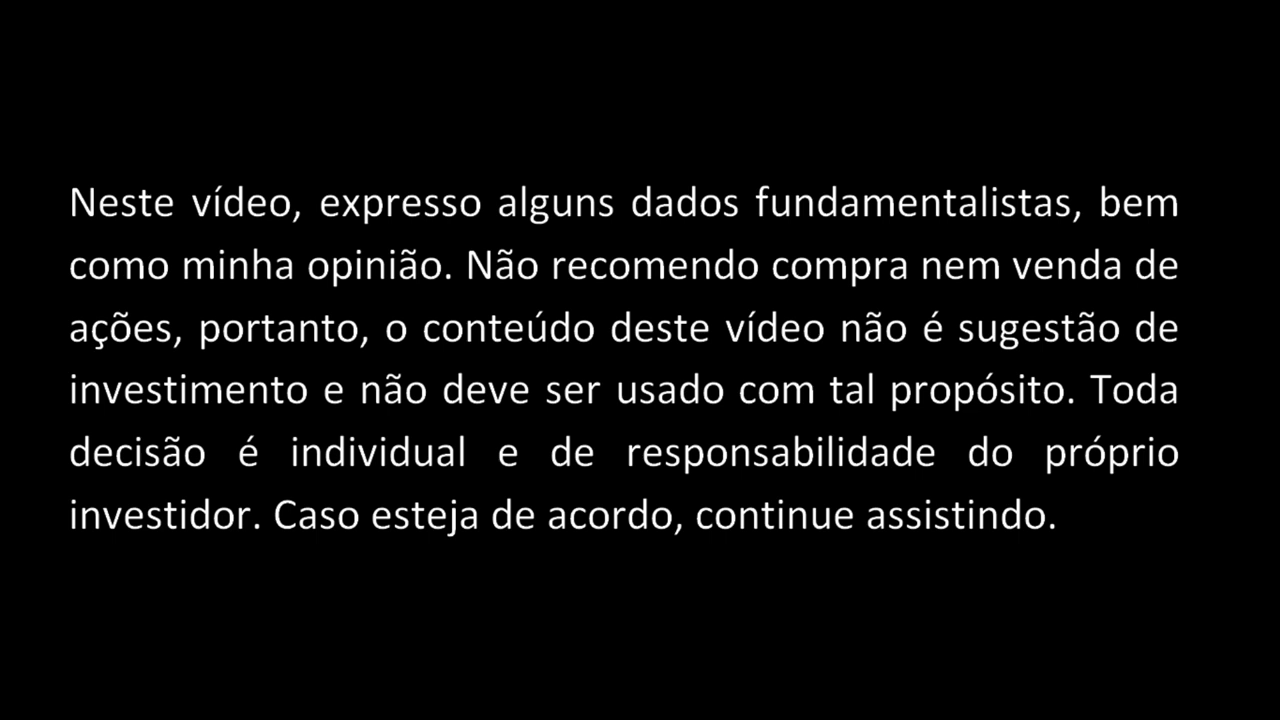 Neste vídeo, expresso alguns dados fundamentalistas, bem
como minha opinião. Não recomendo compra nem venda de
ações, portanto, o conteúdo deste vídeo não é sugestão de
investimento e não deve ser usado com tal propósito. Toda
decisão é individual e de responsabilidade do próprio
investidor. Caso esteja de acordo, continue assistindo.